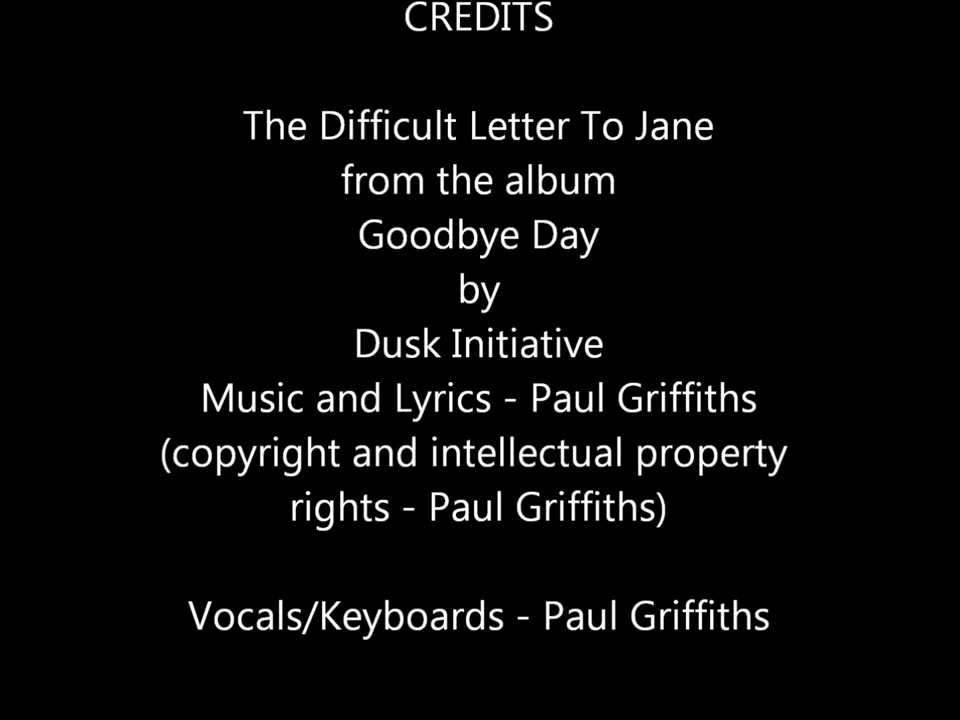 CREDITS
The Difficult Letter To Jane
from the album
Goodbye Day
by
Dusk Initiative
Music and Lyrics - Paul Griffiths
(copyright and intellectual property
rights - Paul Griffiths)
Vocals/Keyboards - Paul Griffiths